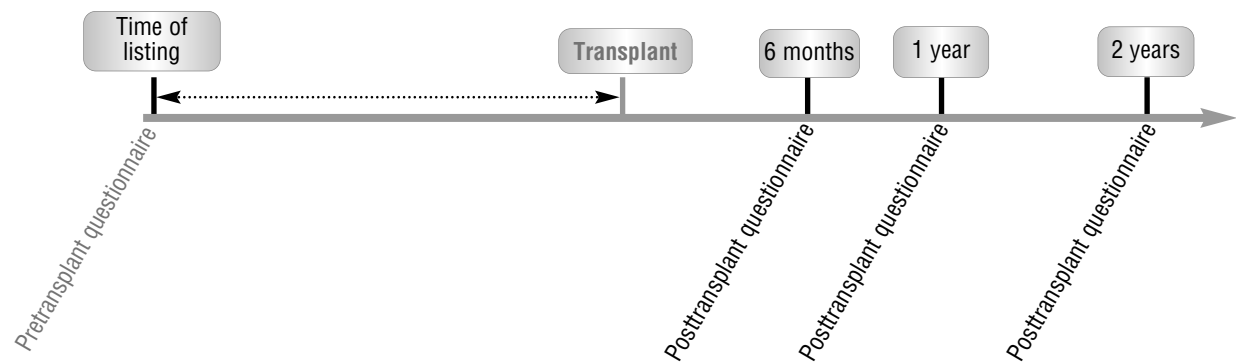 Time of
listing
Transplant
6 months
1 year
2 years
Pretransplant questionnaire
Posttransplant questionnaire
Posttransplant questionnaire
Posttransplant questionnaire